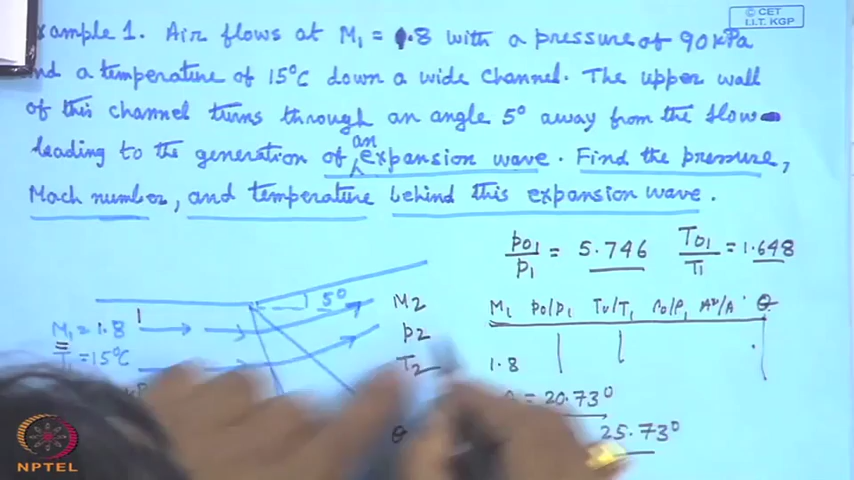 © CET
I.I.T. KGP
xample 1. Air flows at M1 = 1.8 with a pressure of 90 kPa
nd a temperature of 15°C down a wide channel. The upper wall
of this channel turns through an angle 5° away from the flow
leading to the generation of an expansion wave. Find the pressure,
Mach number, and temperature behind this expansion wave.
p01/p1 = 5.746 T01/T1 = 1.648
5° M2
1
M1 = 1.8 p2
T1 = 15°C T2
M1 p0/p1 T0/T1 ρ0/ρ1 A*/A θ
1.8
= 20.73°
θ
25.73°
NPTEL